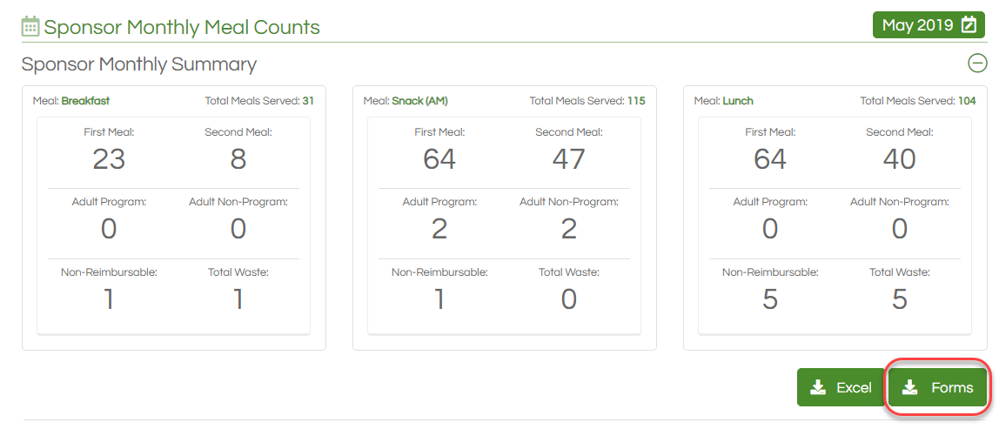 Sponsor Monthly Meal Counts
May 2019
Sponsor Monthly Summary
Meal: Breakfast Total Meals Served: 31
First Meal: Second Meal:
23 8
Adult Program: Adult Non-Program:
0 0
Non-Reimbursable: Total Waste:
1 1
Meal: Snack (AM) Total Meals Served: 115
First Meal: Second Meal:
64 47
Adult Program: Adult Non-Program:
2 2
Non-Reimbursable: Total Waste:
1 0
Meal: Lunch Total Meals Served: 104
First Meal: Second Meal:
64 40
Adult Program: Adult Non-Program:
0 0
Non-Reimbursable: Total Waste:
5 5
Excel Forms